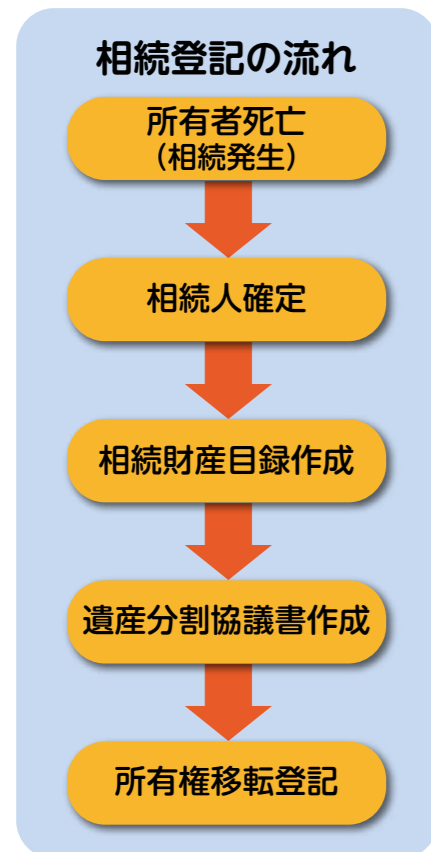 相続登記の流れ
所有者死亡
（相続発生）
相続人確定
相続財産目録作成
遺産分割協議書作成
所有権移転登記